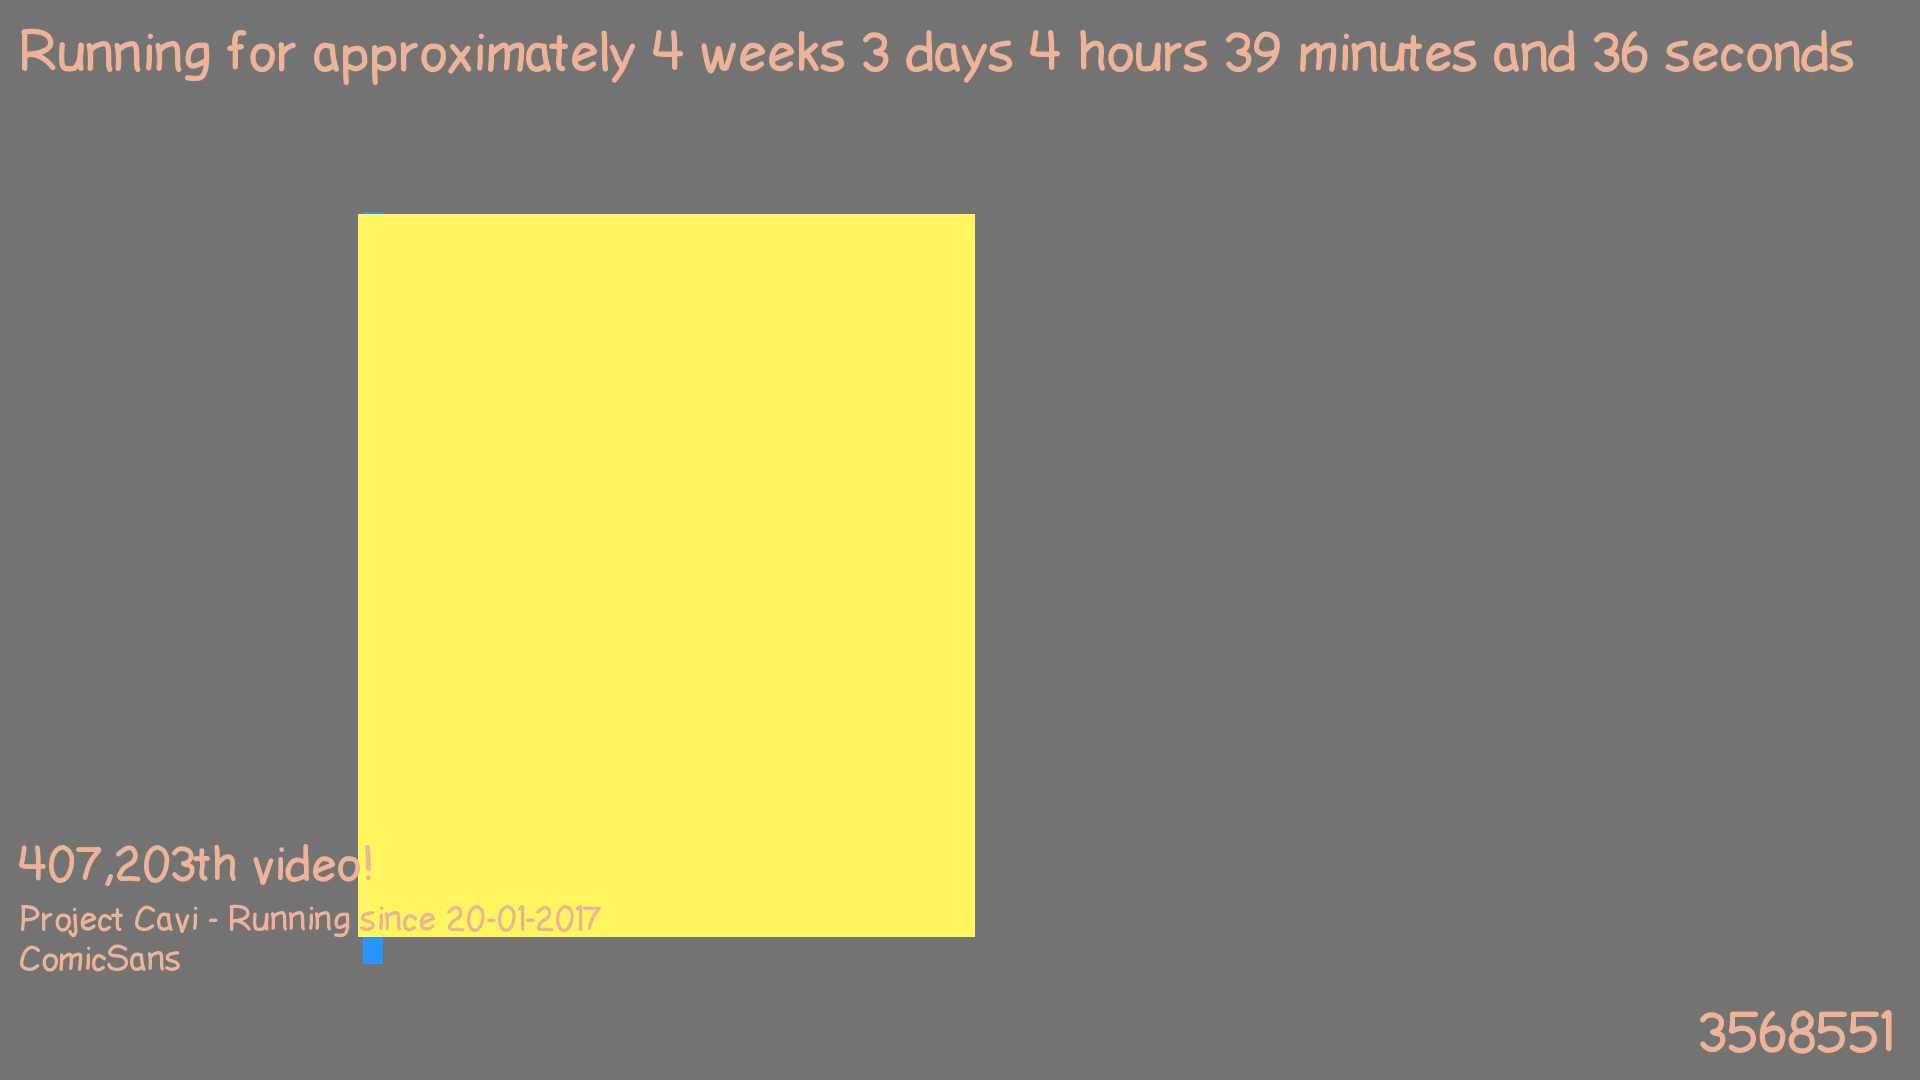 Running for approximately 4 weeks 3 days 4 hours 39 minutes and 36 seconds
407,203th video!
Project Cavi - Running since 20-01-2017
ComicSans
3568551